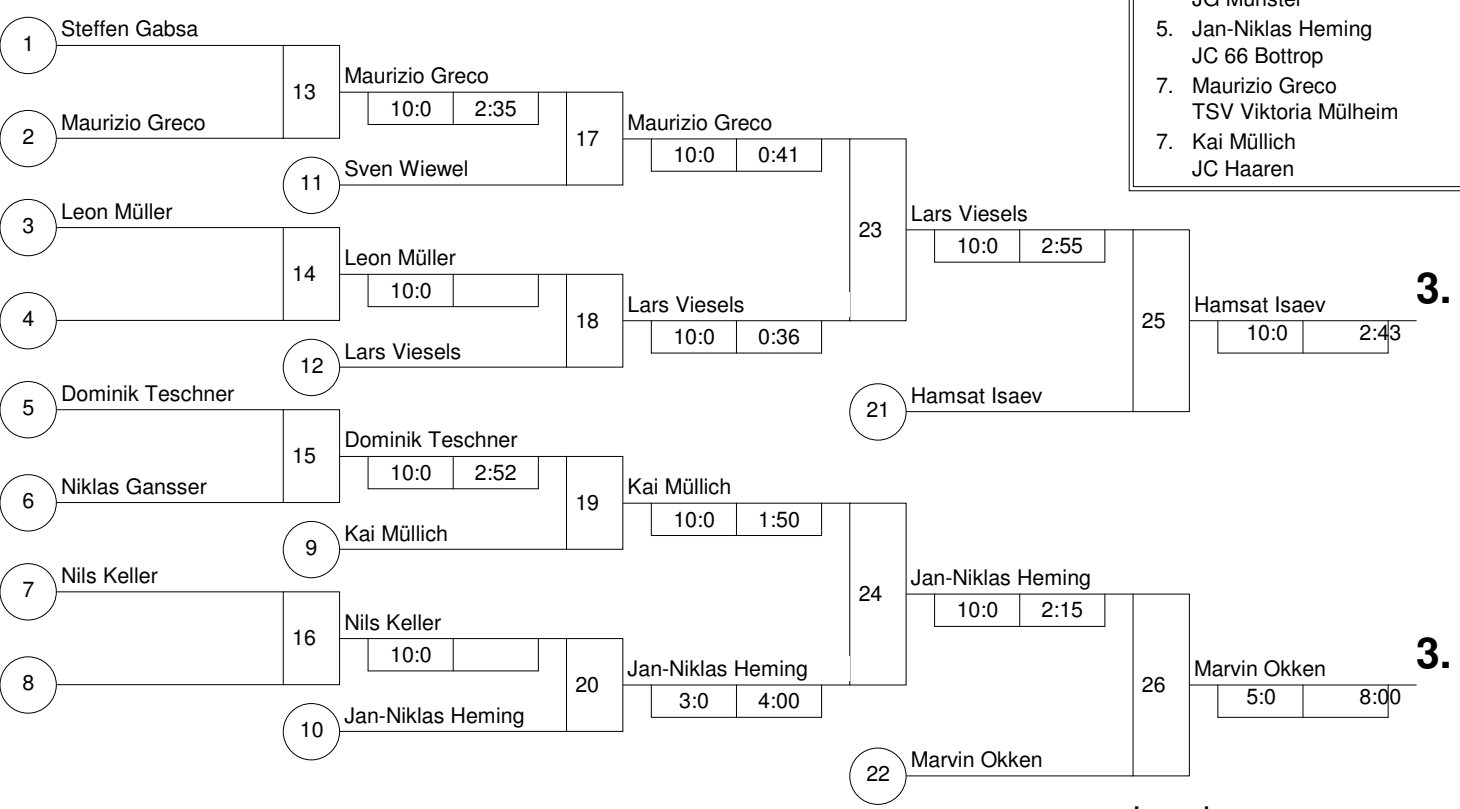 JG Münster
5. Jan-Niklas Heming
JC 66 Bottrop
7. Maurizio Greco
TSV Viktoria Mülheim
7. Kai Müllich
JC Haaren
1 Steffen Gabsa
13
Maurizio Greco
10:0 2:35
2 Maurizio Greco
17
Maurizio Greco
10:0 0:41
11 Sven Wiewel
3 Leon Müller
23
Lars Viesels
10:0 2:55
14
Leon Müller
10:0
4
18
Lars Viesels
10:0 0:36
12 Lars Viesels
25
Hamsat Isaev
10:0 2:43
3.
5 Dominik Teschner
21 Hamsat Isaev
15
Dominik Teschner
10:0 2:52
6 Niklas Gansser
19
Kai Müllich
10:0 1:50
9 Kai Müllich
7 Nils Keller
24
Jan-Niklas Heming
10:0 2:15
16
Nils Keller
10:0
8
20
Jan-Niklas Heming
3:0 4:00
10 Jan-Niklas Heming
26
Marvin Okken
5:0 8:00
3.
22 Marvin Okken